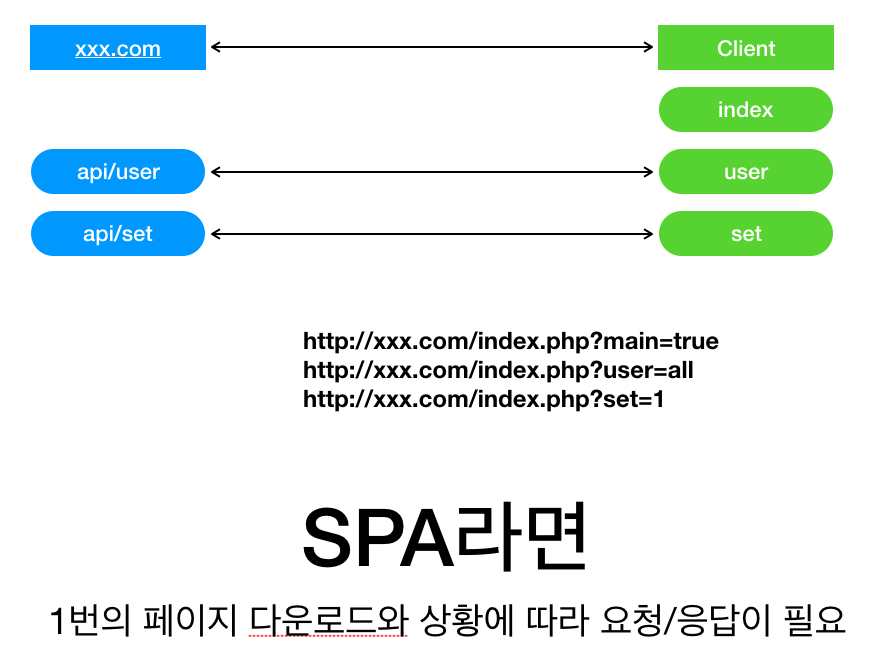 xxx.com
Client
index
api/user
user
api/set
set
http://xxx.com/index.php?main=true
http://xxx.com/index.php?user=all
http://xxx.com/index.php?set=1
SPA라면
1번의 페이지 다운로드와 상황에 따라 요청/응답이 필요